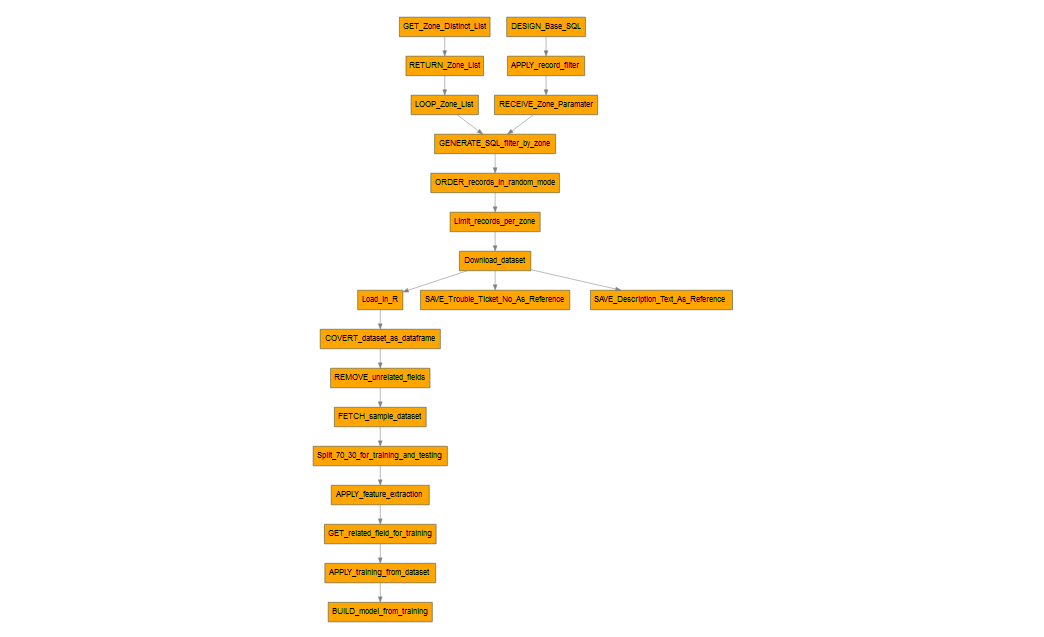 GET_Zone_Distinct_List
DESIGN_Base_SQL
RETURN_Zone_List
APPLY_record_filter
LOOP_Zone_List
RECEIVE_Zone_Paramater
GENERATE_SQL_filter_by_zone
ORDER_records_in_random_mode
Limit_records_per_zone
Download_dataset
Load_in_R
SAVE_Trouble_Ticket_No_As_Reference
SAVE_Description_Text_As_Reference
COVERT_dataset_as_dataframe
REMOVE_unrelated_fields
FETCH_sample_dataset
Split_70_30_for_training_and_testing
APPLY_feature_extraction
GET_related_field_for_training
APPLY_training_from_dataset
BUILD_model_from_training